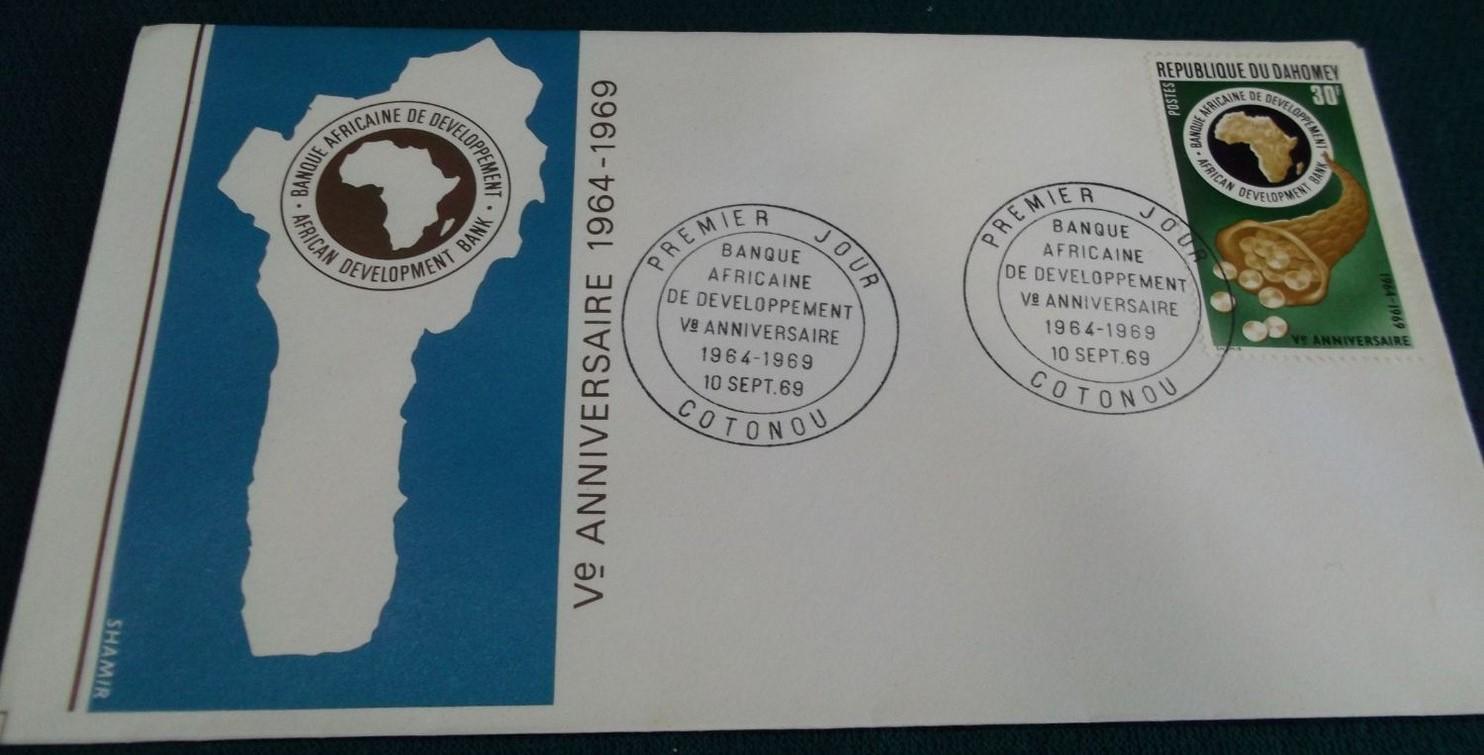 BANQUE AFRICAINE DE DEVELOPPEMENT
AFRICAN DEVELOPMENT BANK
SHAMIR
Ve ANNIVERSAIRE 1964-1969
PREMIER JOUR
BANQUE
AFRICAINE
DE DEVELOPPEMENT
Ve ANNIVERSAIRE
1964-1969
10 SEPT.69
COTONOU
PREMIER JOUR
BANQUE
AFRICAINE
DE DEVELOPPEMENT
Ve ANNIVERSAIRE
1964-1969
10 SEPT.69
COTONOU
REPUBLIQUE DU DAHOMEY
POSTES
30F
BANQUE AFRICAINE DE DEVELOPPEMENT
AFRICAN DEVELOPMENT BANK
1964-1969
Ve ANNIVERSAIRE